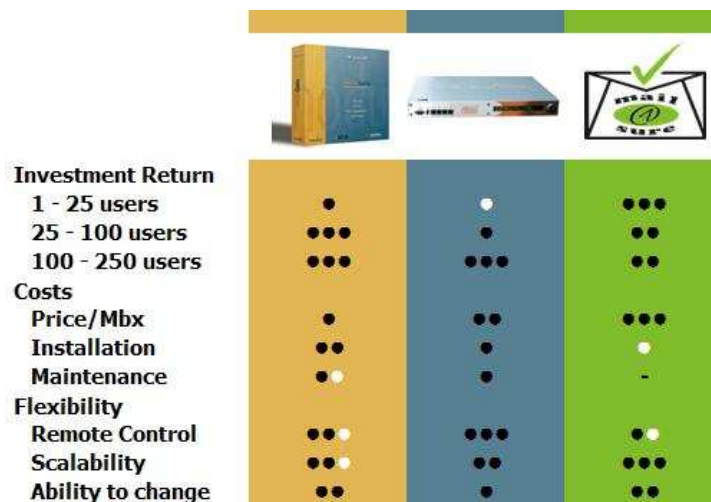 mail
sure
Investment Return
1 - 25 users
25 - 100 users
100 - 250 users
Costs
Price/Mbx
Installation
Maintenance -
Flexibility
Remote Control
Scalability
Ability to change